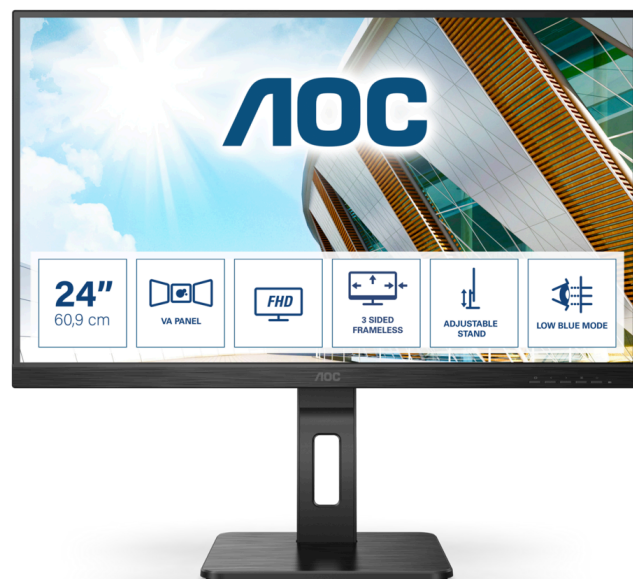 AOC
24"
60,9 cm
VA PANEL
FHD
3 SIDED
FRAMELESS
ADJUSTABLE
STAND
LOW BLUE MODE
AOC